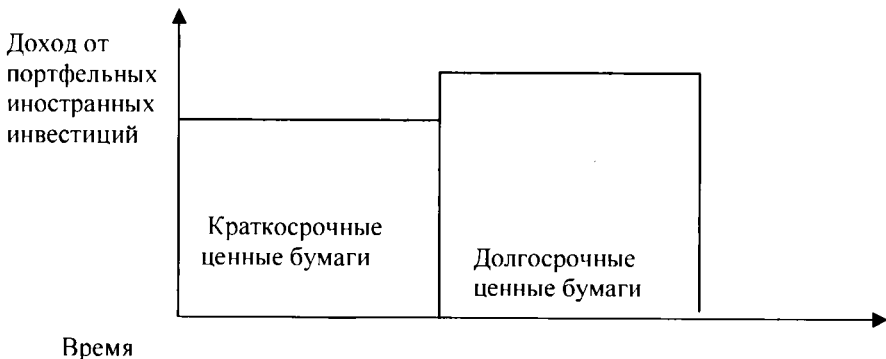 Доход от
портфельных
иностранных
инвестиций
Краткосрочные
ценные бумаги
Долгосрочные
ценные бумаги
Время